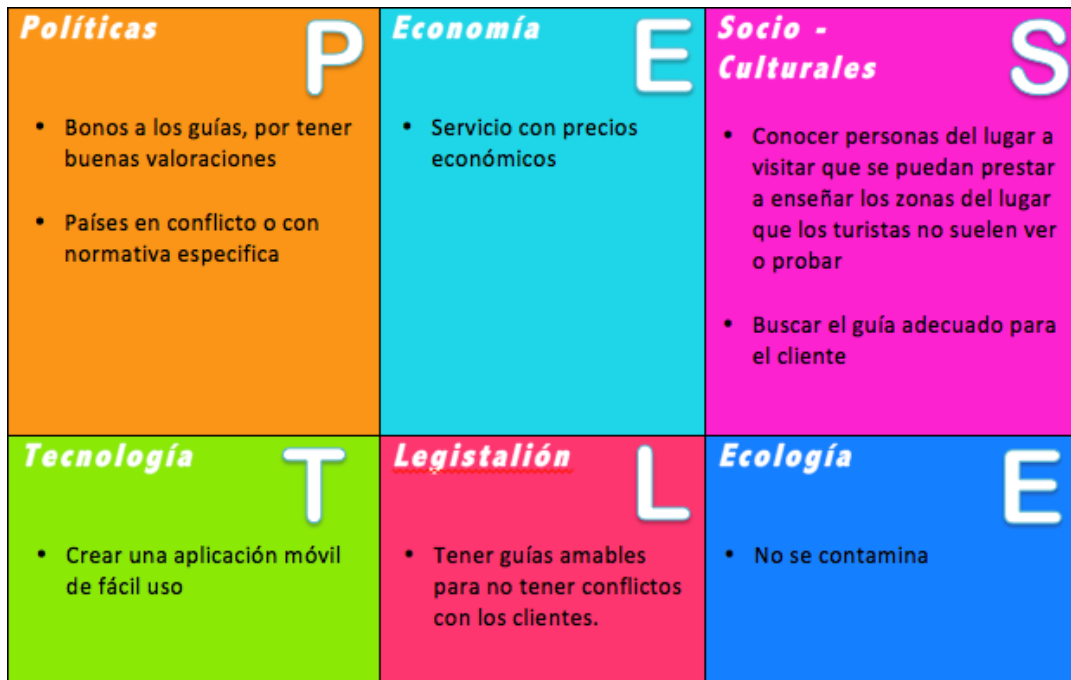 Políticas
P
Bonos a los guías, por tener
buenas valoraciones
Países en conflicto o con
normativa especifica
Economía
E
Servicio con precios
económicos
Socio -
Culturales
S
Conocer personas del lugar a
visitar que se puedan prestar
a enseñar los zonas del lugar
que los turistas no suelen ver
o probar
Buscar el guía adecuado para
el cliente
Tecnología
T
Crear una aplicación móvil
de fácil uso
Legistalión
L
Tener guías amables
para no tener conflictos
con los clientes.
Ecología
E
No se contamina